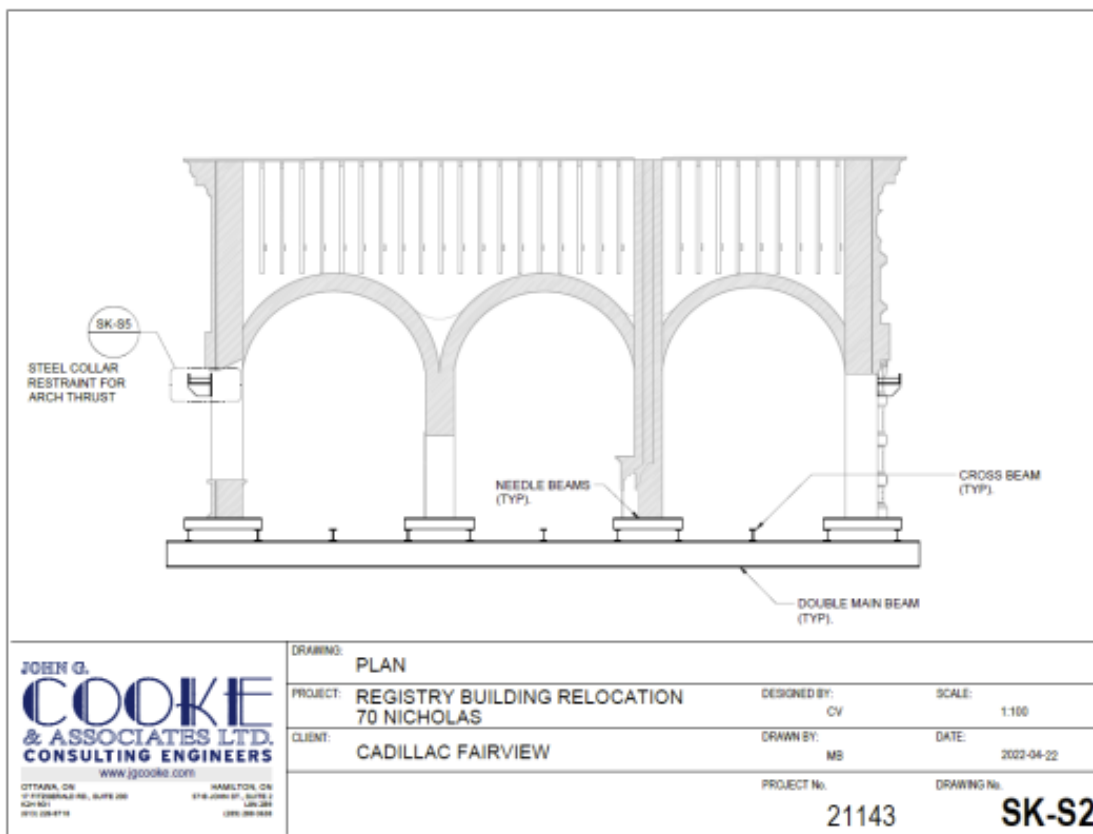 SK-S5
STEEL COLLAR
RESTRAINT FOR
ARCH THRUST
NEEDLE BEAMS
(TYP).
CROSS BEAM
(TYP).
DOUBLE MAIN BEAM
(TYP).
JOHN G.
COOKE
& ASSOCIATES LTD.
CONSULTING ENGINEERS
www.jgcooke.com
OTTAWA, ON
HAMILTON, ON
DRAWING:
PLAN
PROJECT:
REGISTRY BUILDING RELOCATION
70 NICHOLAS
DESIGNED BY:
CV
SCALE:
1:100
CLIENT:
CADILLAC FAIRVIEW
DRAWN BY:
MB
DATE:
2022-04-22
PROJECT No.
21143
DRAWING No.
SK-S2